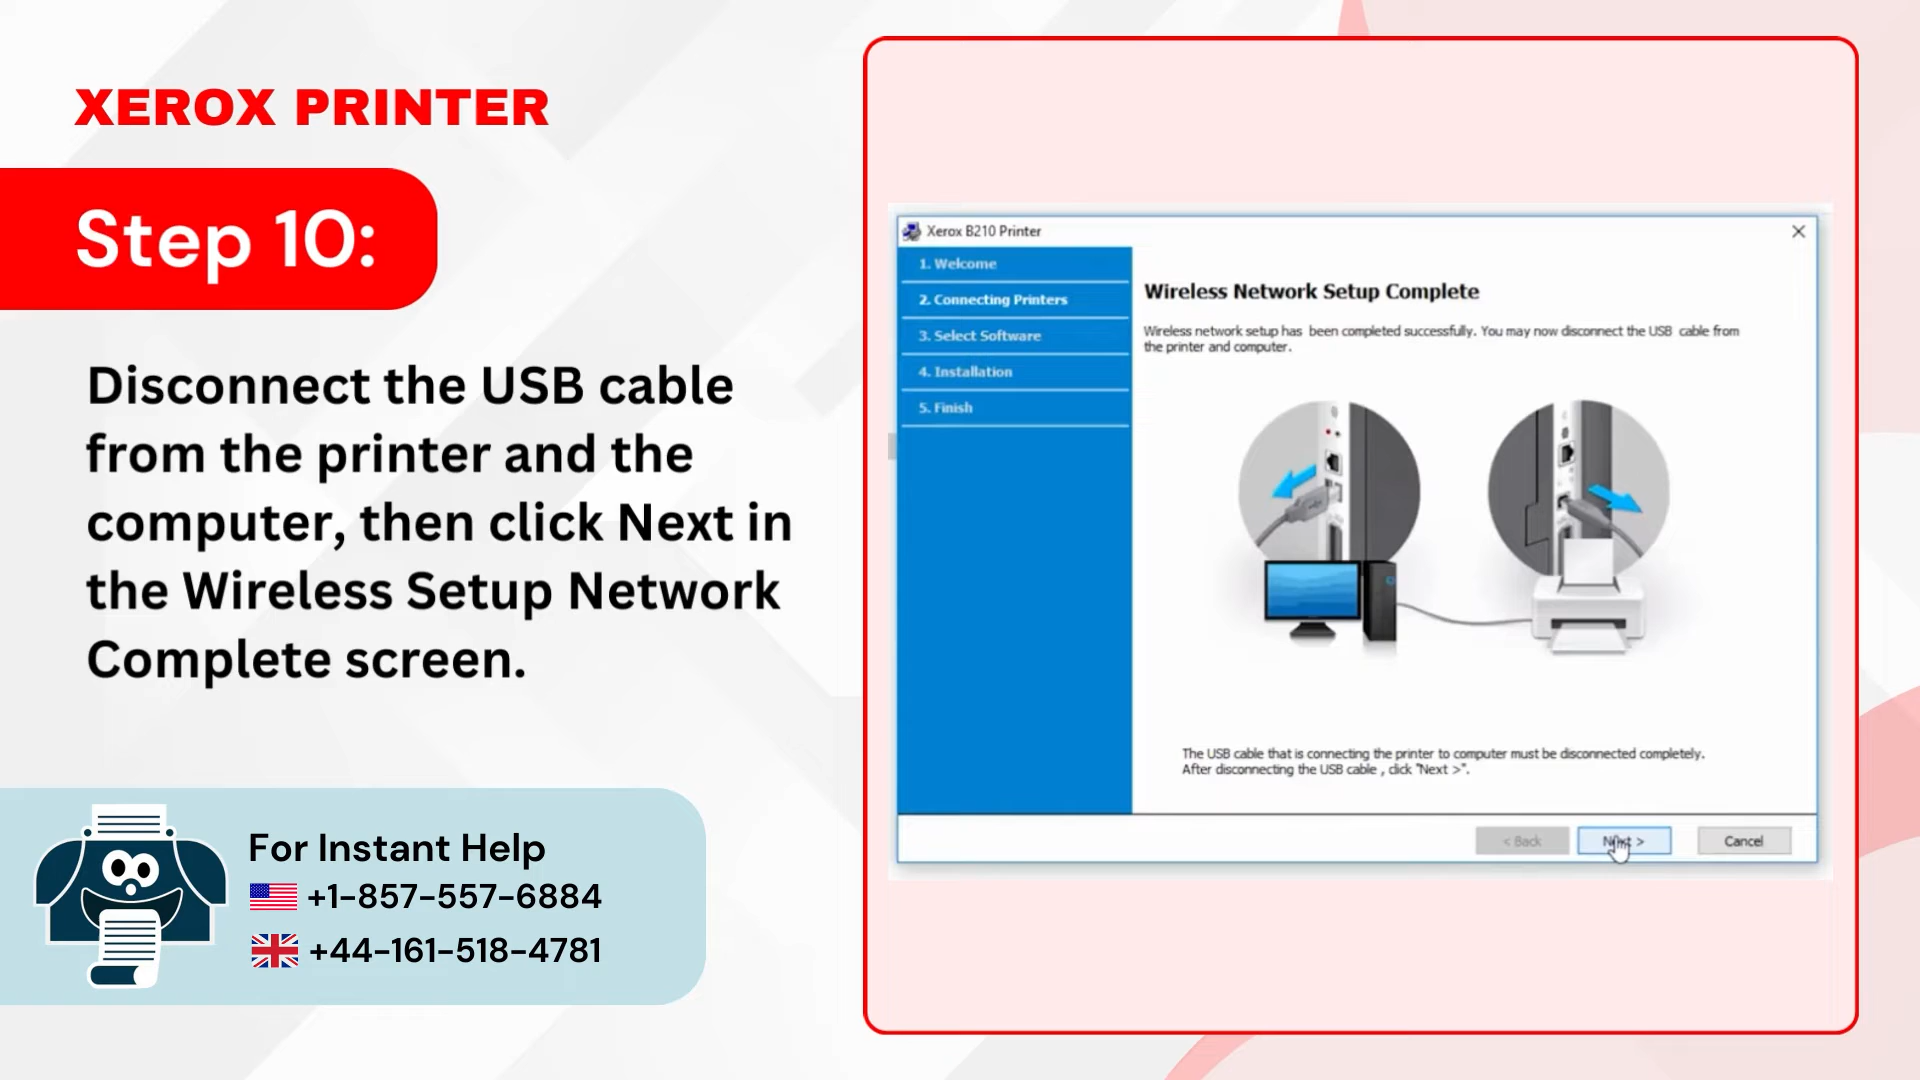 XEROX PRINTER
Step 10:
Disconnect the USB cable
from the printer and the
computer, then click Next in
the Wireless Setup Network
Complete screen.
For Instant Help
+1-857-557-6884
+44-161-518-4781
Xerox B210 Printer
1. Welcome
2. Connecting Printers
3. Select Software
4. Installation
5. Finish
Wireless Network Setup Complete
Wireless network setup has been completed successfully. You may now disconnect the USB cable from
the printer and computer.
The USB cable that is connecting the printer to computer must be disconnected completely.
After disconnecting the USB cable , click "Next >".
< Back
Next >
Cancel